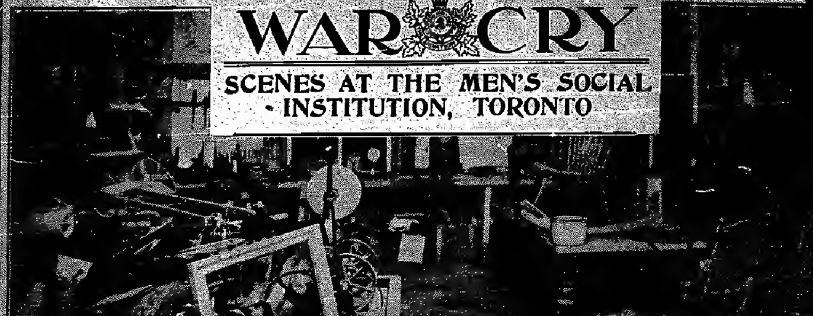 WAR CRY
SCENES AT THE MEN'S SOCIAL
INSTITUTION, TORONTO